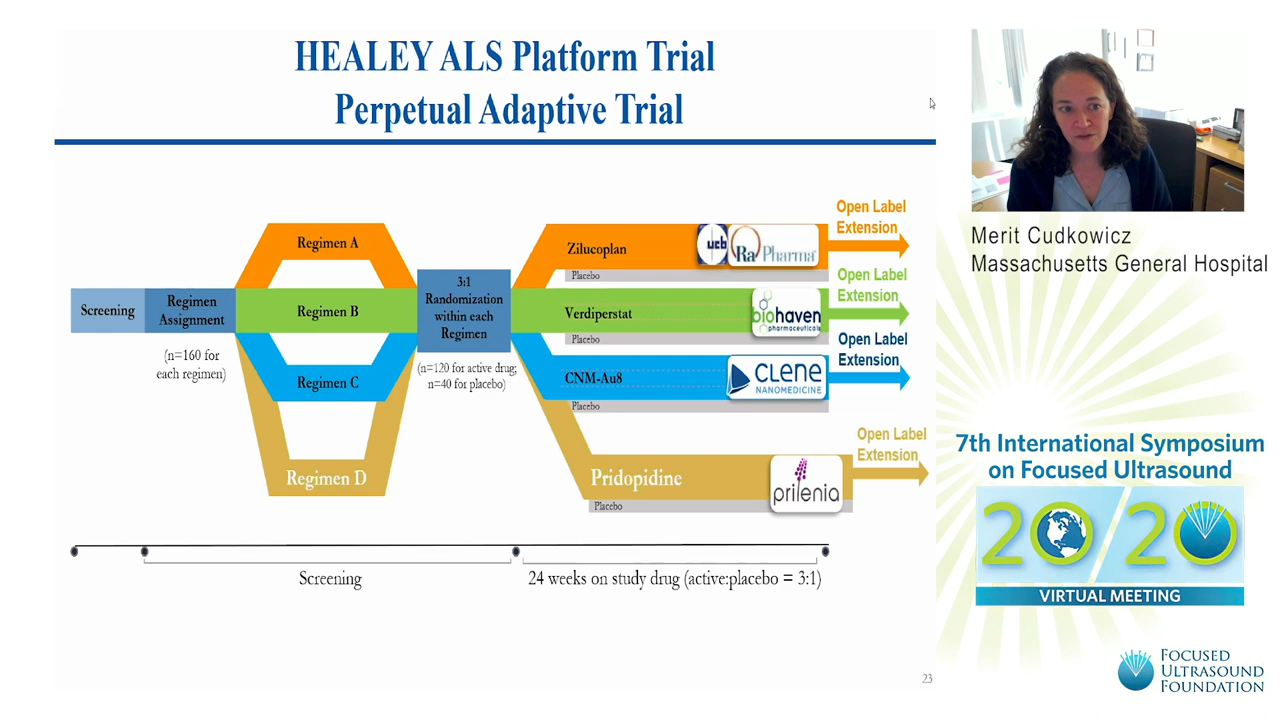 HEALEY ALS Platform Trial
Perpetual Adaptive Trial
Screening
Regimen
Assignment
(n=160 for
each regimen)
Regimen A
Regimen B
Regimen C
Regimen D
3:1
Randomization
within each
Regimen
(n=120 for active drug;
n=40 for placebo)
Zilucoplan
ucb
Ra Pharma
Placebo
Open Label
Extension
Verdiperstat
biohaven
pharmaceuticals
Placebo
Open Label
Extension
CNM-Au8
CLENE
NANOMEDICINE
Placebo
Open Label
Extension
Pridopidine
prilenia
Placebo
Open Label
Extension
Screening
24 weeks on study drug (active:placebo = 3:1)
23
Merit Cudkowicz
Massachusetts General Hospital
7th International Symposium
on Focused Ultrasound
20/20
VIRTUAL MEETING
FOCUSED
ULTRASOUND
FOUNDATION